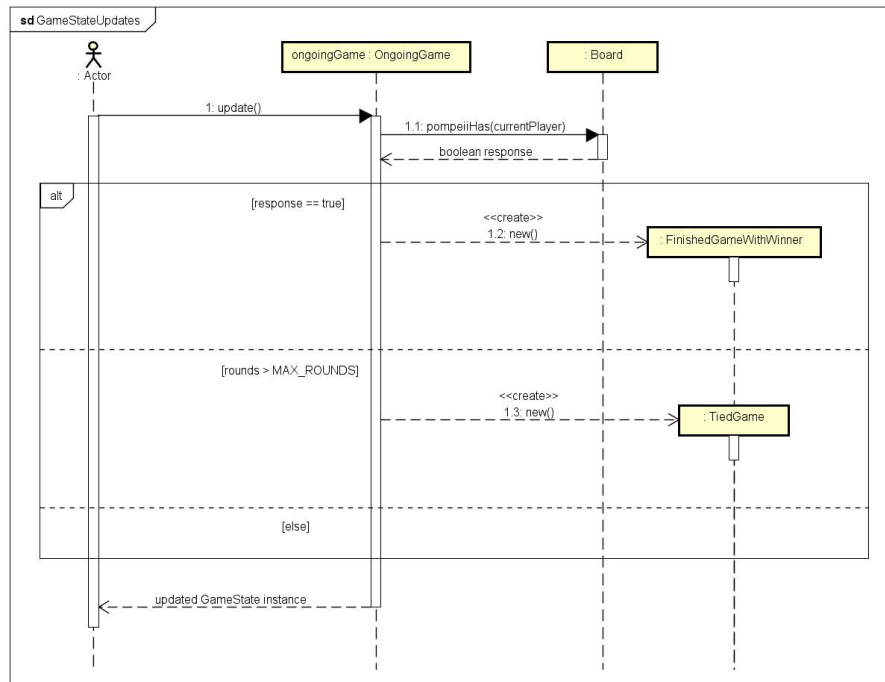 sd GameStateUpdates
: Actor
ongoingGame : OngoingGame
: Board
1: update()
1.1: pompeiiHas(currentPlayer)
boolean response
alt
[response == true]
<<create>>
1.2: new()
: FinishedGameWithWinner
[rounds > MAX_ROUNDS]
<<create>>
1.3: new()
: TiedGame
[else]
updated GameState instance